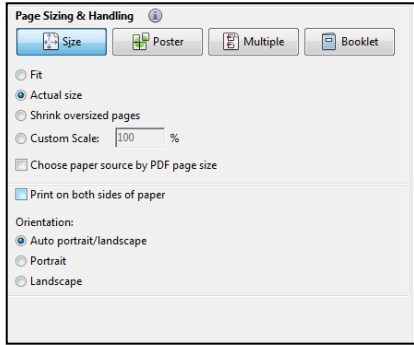 Page Sizing & Handling
Size Poster Multiple Booklet
Fit
Actual size
Shrink oversized pages
Custom Scale: 100 %
Choose paper source by PDF page size
Print on both sides of paper
Orientation:
Auto portrait/landscape
Portrait
Landscape